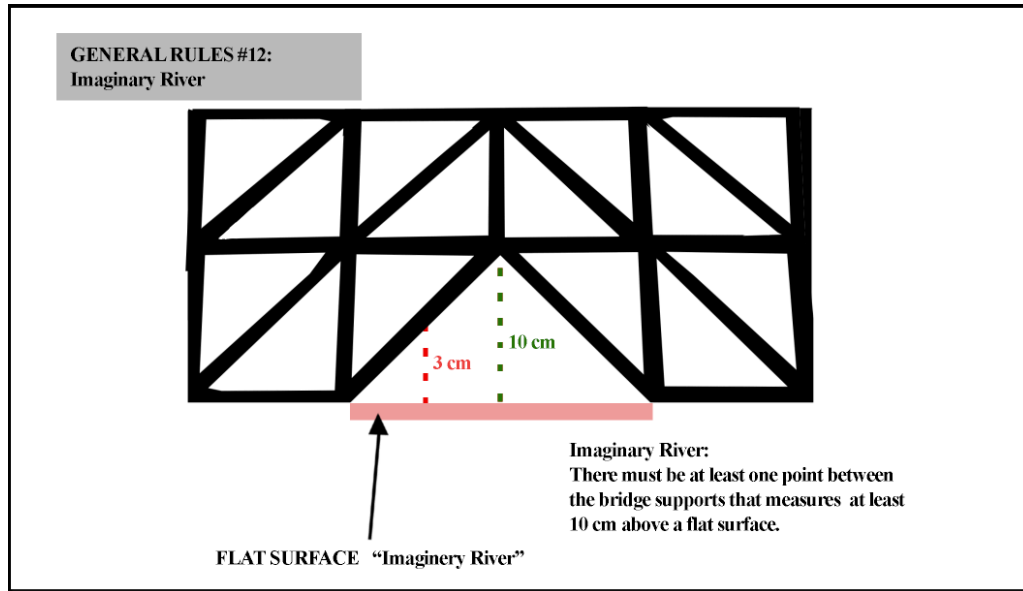 GENERAL RULES #12:
Imaginary River
3 cm
10 cm
Imaginary River:
There must be at least one point between
the bridge supports that measures at least
10 cm above a flat surface.
FLAT SURFACE “Imaginery River”